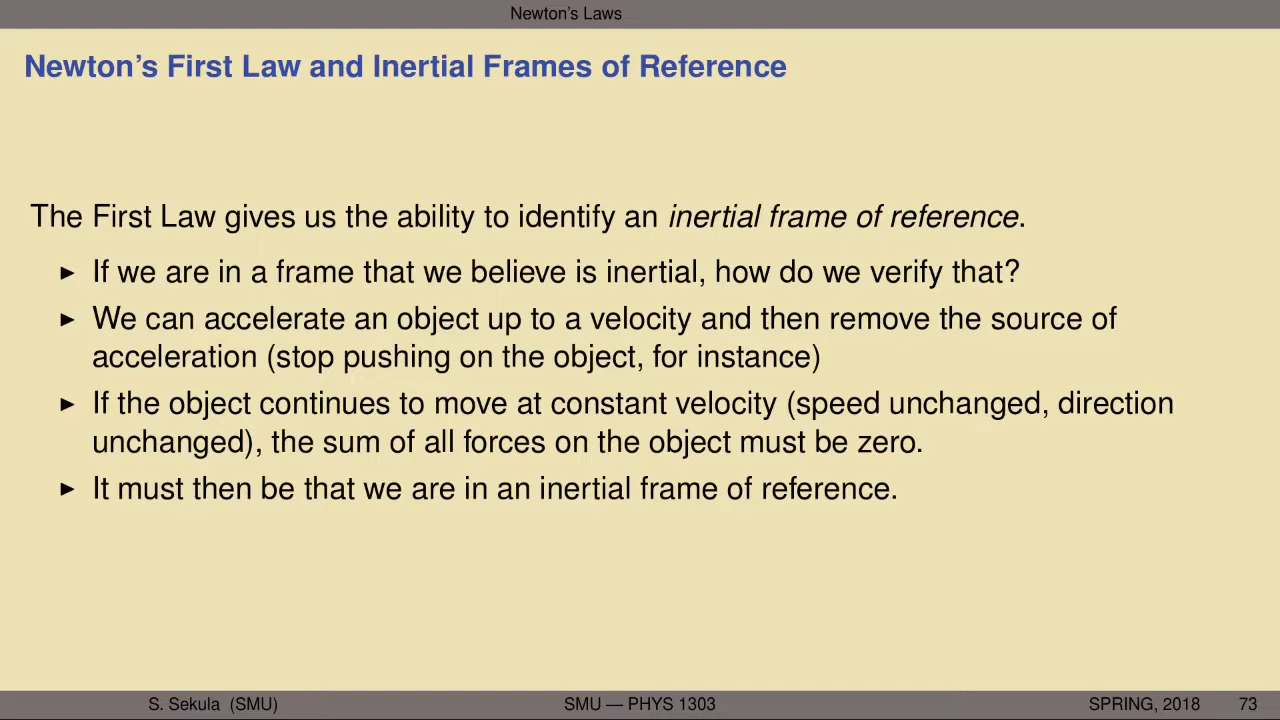 Newton's Laws
Newton's First Law and Inertial Frames of Reference
The First Law gives us the ability to identify an inertial frame of reference.
▶ If we are in a frame that we believe is inertial, how do we verify that?
▶ We can accelerate an object up to a velocity and then remove the source of
acceleration (stop pushing on the object, for instance)
▶ If the object continues to move at constant velocity (speed unchanged, direction
unchanged), the sum of all forces on the object must be zero.
▶ It must then be that we are in an inertial frame of reference.
S. Sekula (SMU) SMU — PHYS 1303 SPRING, 2018 73